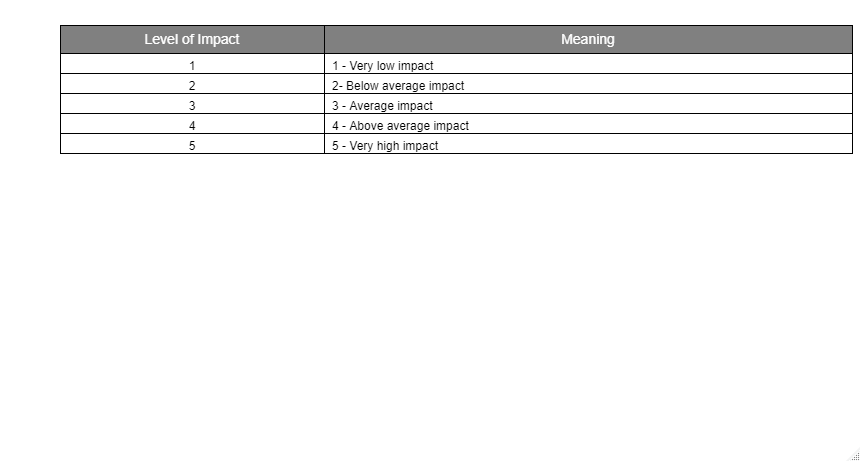 Level of Impact Meaning
1 1 - Very low impact
2 2- Below average impact
3 3 - Average impact
4 4 - Above average impact
5 5 - Very high impact